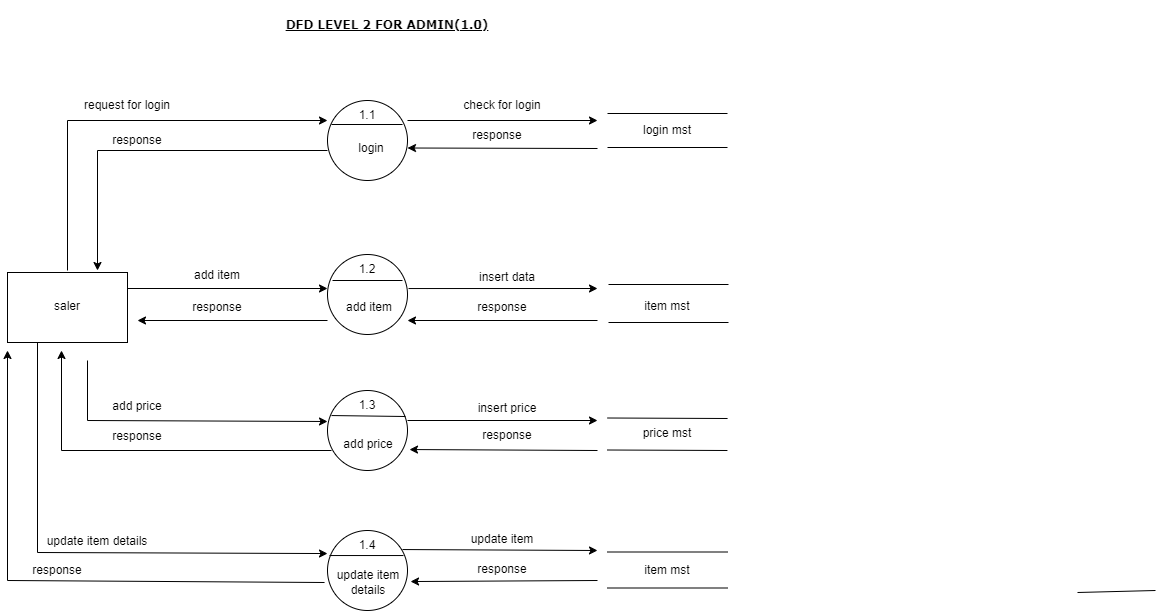 DFD LEVEL 2 FOR ADMIN(1.0)
request for login
1.1
check for login
login mst
response
login
response
add item
1.2
insert data
saler
response
add item
response
item mst
add price
1.3
insert price
response
add price
response
price mst
update item details
1.4
update item
response
update item
details
response
item mst